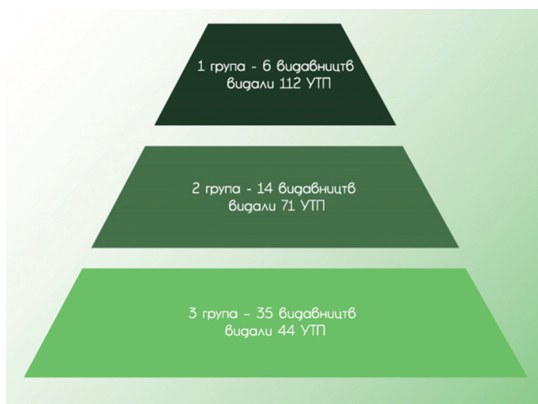 1 група - 6 видавництв
видали 112 УТП
2 група - 14 видавництв
видали 71 УТП
3 група – 35 видавництв
видали 44 УТП